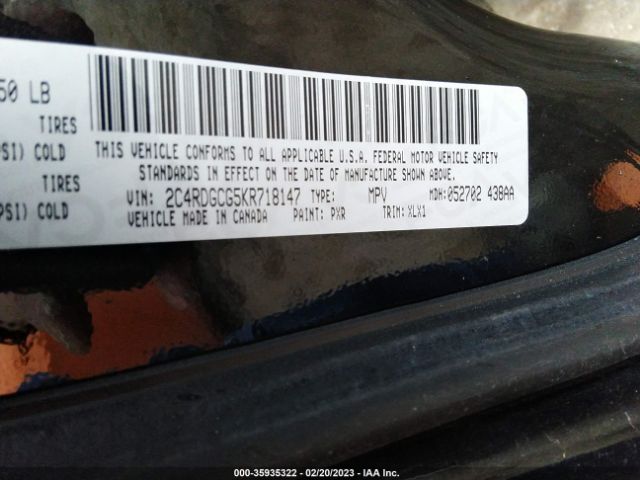 50 LB
TIRES
PSI) COLD
TIRES
PSI) COLD
THIS VEHICLE CONFORMS TO ALL APPLICABLE U.S.A. FEDERAL MOTOR VEHICLE SAFETY
STANDARDS IN EFFECT ON THE DATE OF MANUFACTURE SHOWN ABOVE.
VIN: 2C4RDGCG5KR718147 TYPE: MPV MDH:052702 438AA
VEHICLE MADE IN CANADA PAINT: PXR TRIM: XLX1
000-35935322 / 02/20/2023 - IAA Inc.